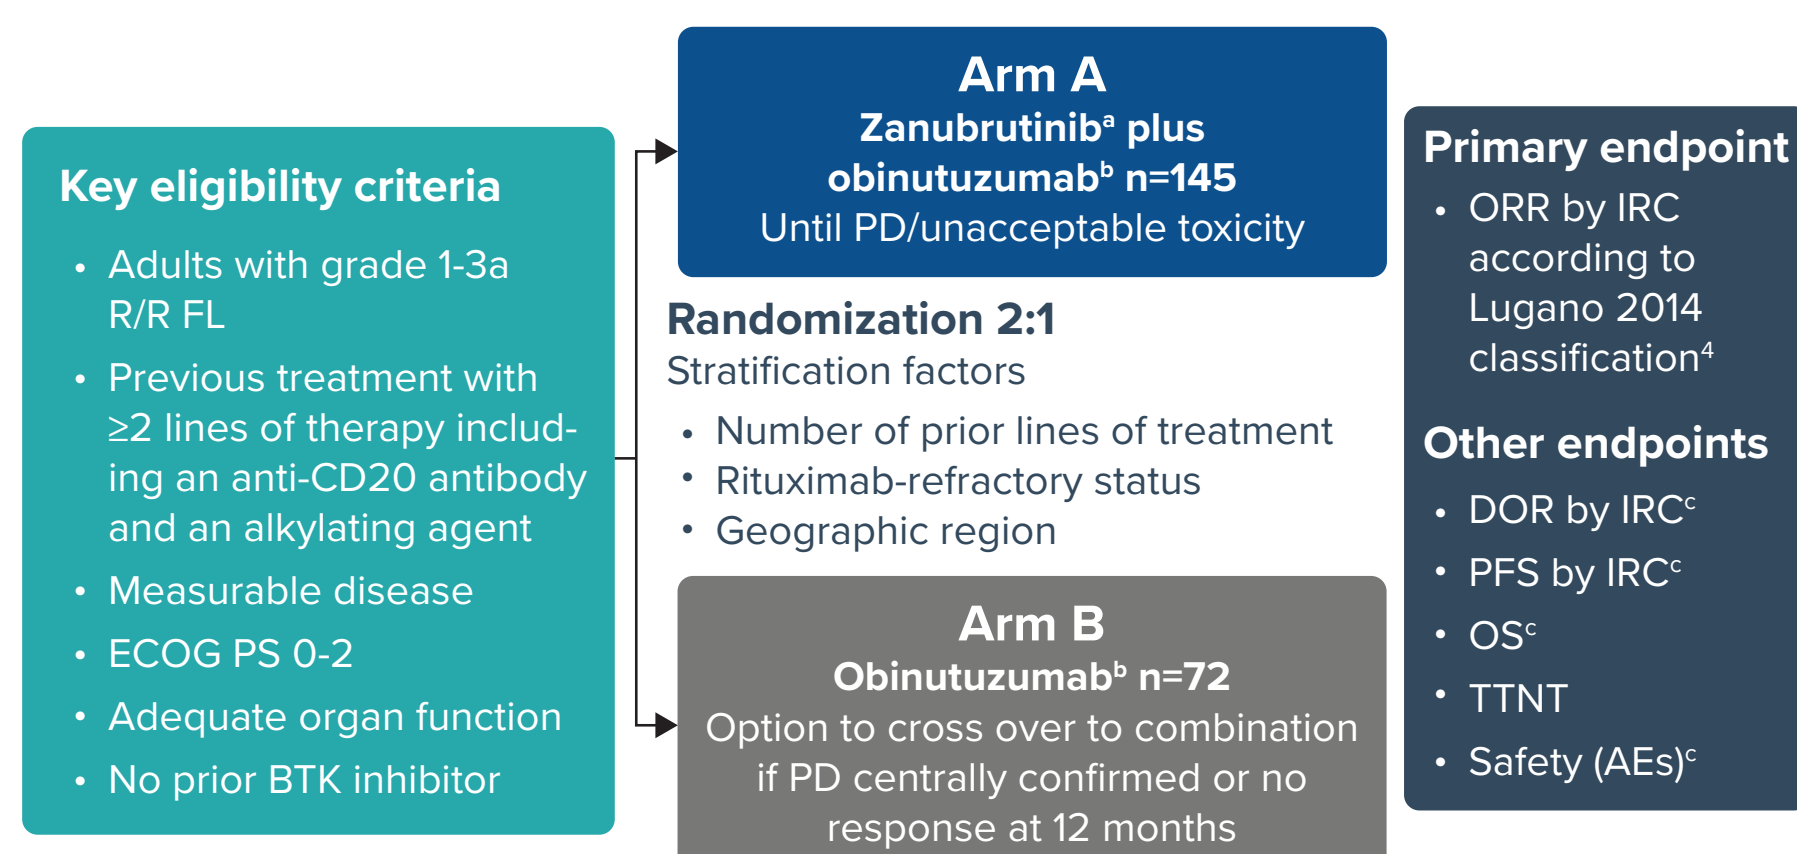 Key eligibility criteria
• Adults with grade 1-3a
R/R FL
• Previous treatment with
≥2 lines of therapy includ-
ing an anti-CD20 antibody
and an alkylating agent
• Measurable disease
• ECOG PS 0-2
• Adequate organ function
• No prior BTK inhibitor
Arm A
Zanubrutinibᵃ plus
obinutuzumabᵇ n=145
Until PD/unacceptable toxicity
Randomization 2:1
Stratification factors
• Number of prior lines of treatment
• Rituximab-refractory status
• Geographic region
Arm B
Obinutuzumabᵇ n=72
Option to cross over to combination
if PD centrally confirmed or no
response at 12 months
Primary endpoint
• ORR by IRC
according to
Lugano 2014
classification⁴
Other endpoints
• DOR by IRCᶜ
• PFS by IRCᶜ
• OSᶜ
• TTNT
• Safety (AEs)ᶜ